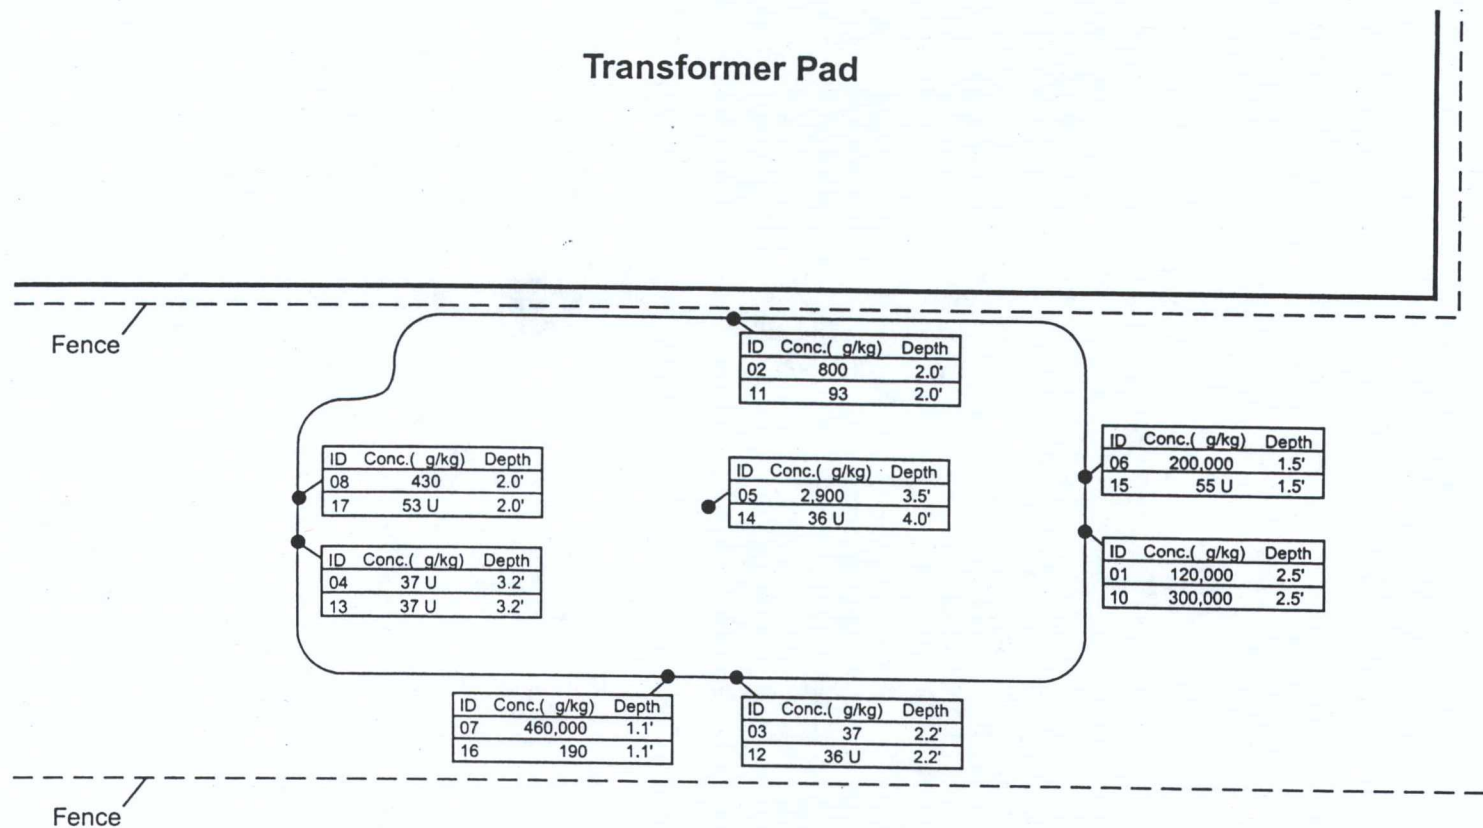 Transformer Pad
Fence
ID Conc.( g/kg) Depth
02 800 2.0'
11 93 2.0'
ID Conc.( g/kg) Depth
08 430 2.0'
17 53 U 2.0'
ID Conc.( g/kg) Depth
05 2,900 3.5'
14 36 U 4.0'
ID Conc.( g/kg) Depth
06 200,000 1.5'
15 55 U 1.5'
ID Conc.( g/kg) Depth
04 37 U 3.2'
13 37 U 3.2'
ID Conc.( g/kg) Depth
01 120,000 2.5'
10 300,000 2.5'
ID Conc.( g/kg) Depth
07 460,000 1.1'
16 190 1.1'
ID Conc.( g/kg) Depth
03 37 2.2'
12 36 U 2.2'
Fence